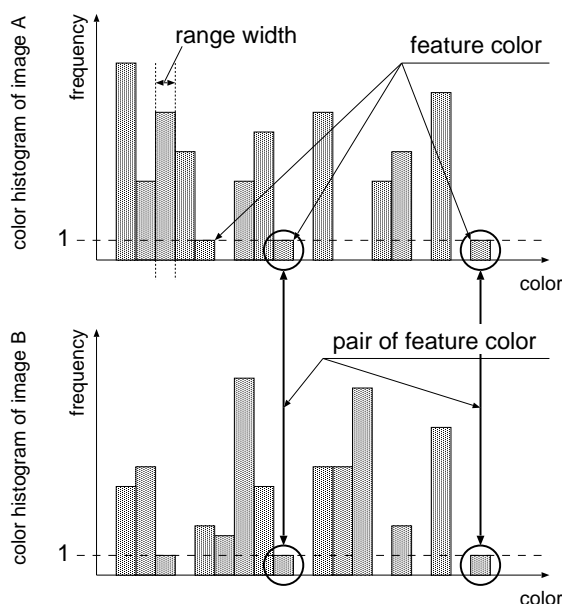 color histogram of image A
frequency
range width
feature color
1
color
color histogram of image B
frequency
pair of feature color
1
color